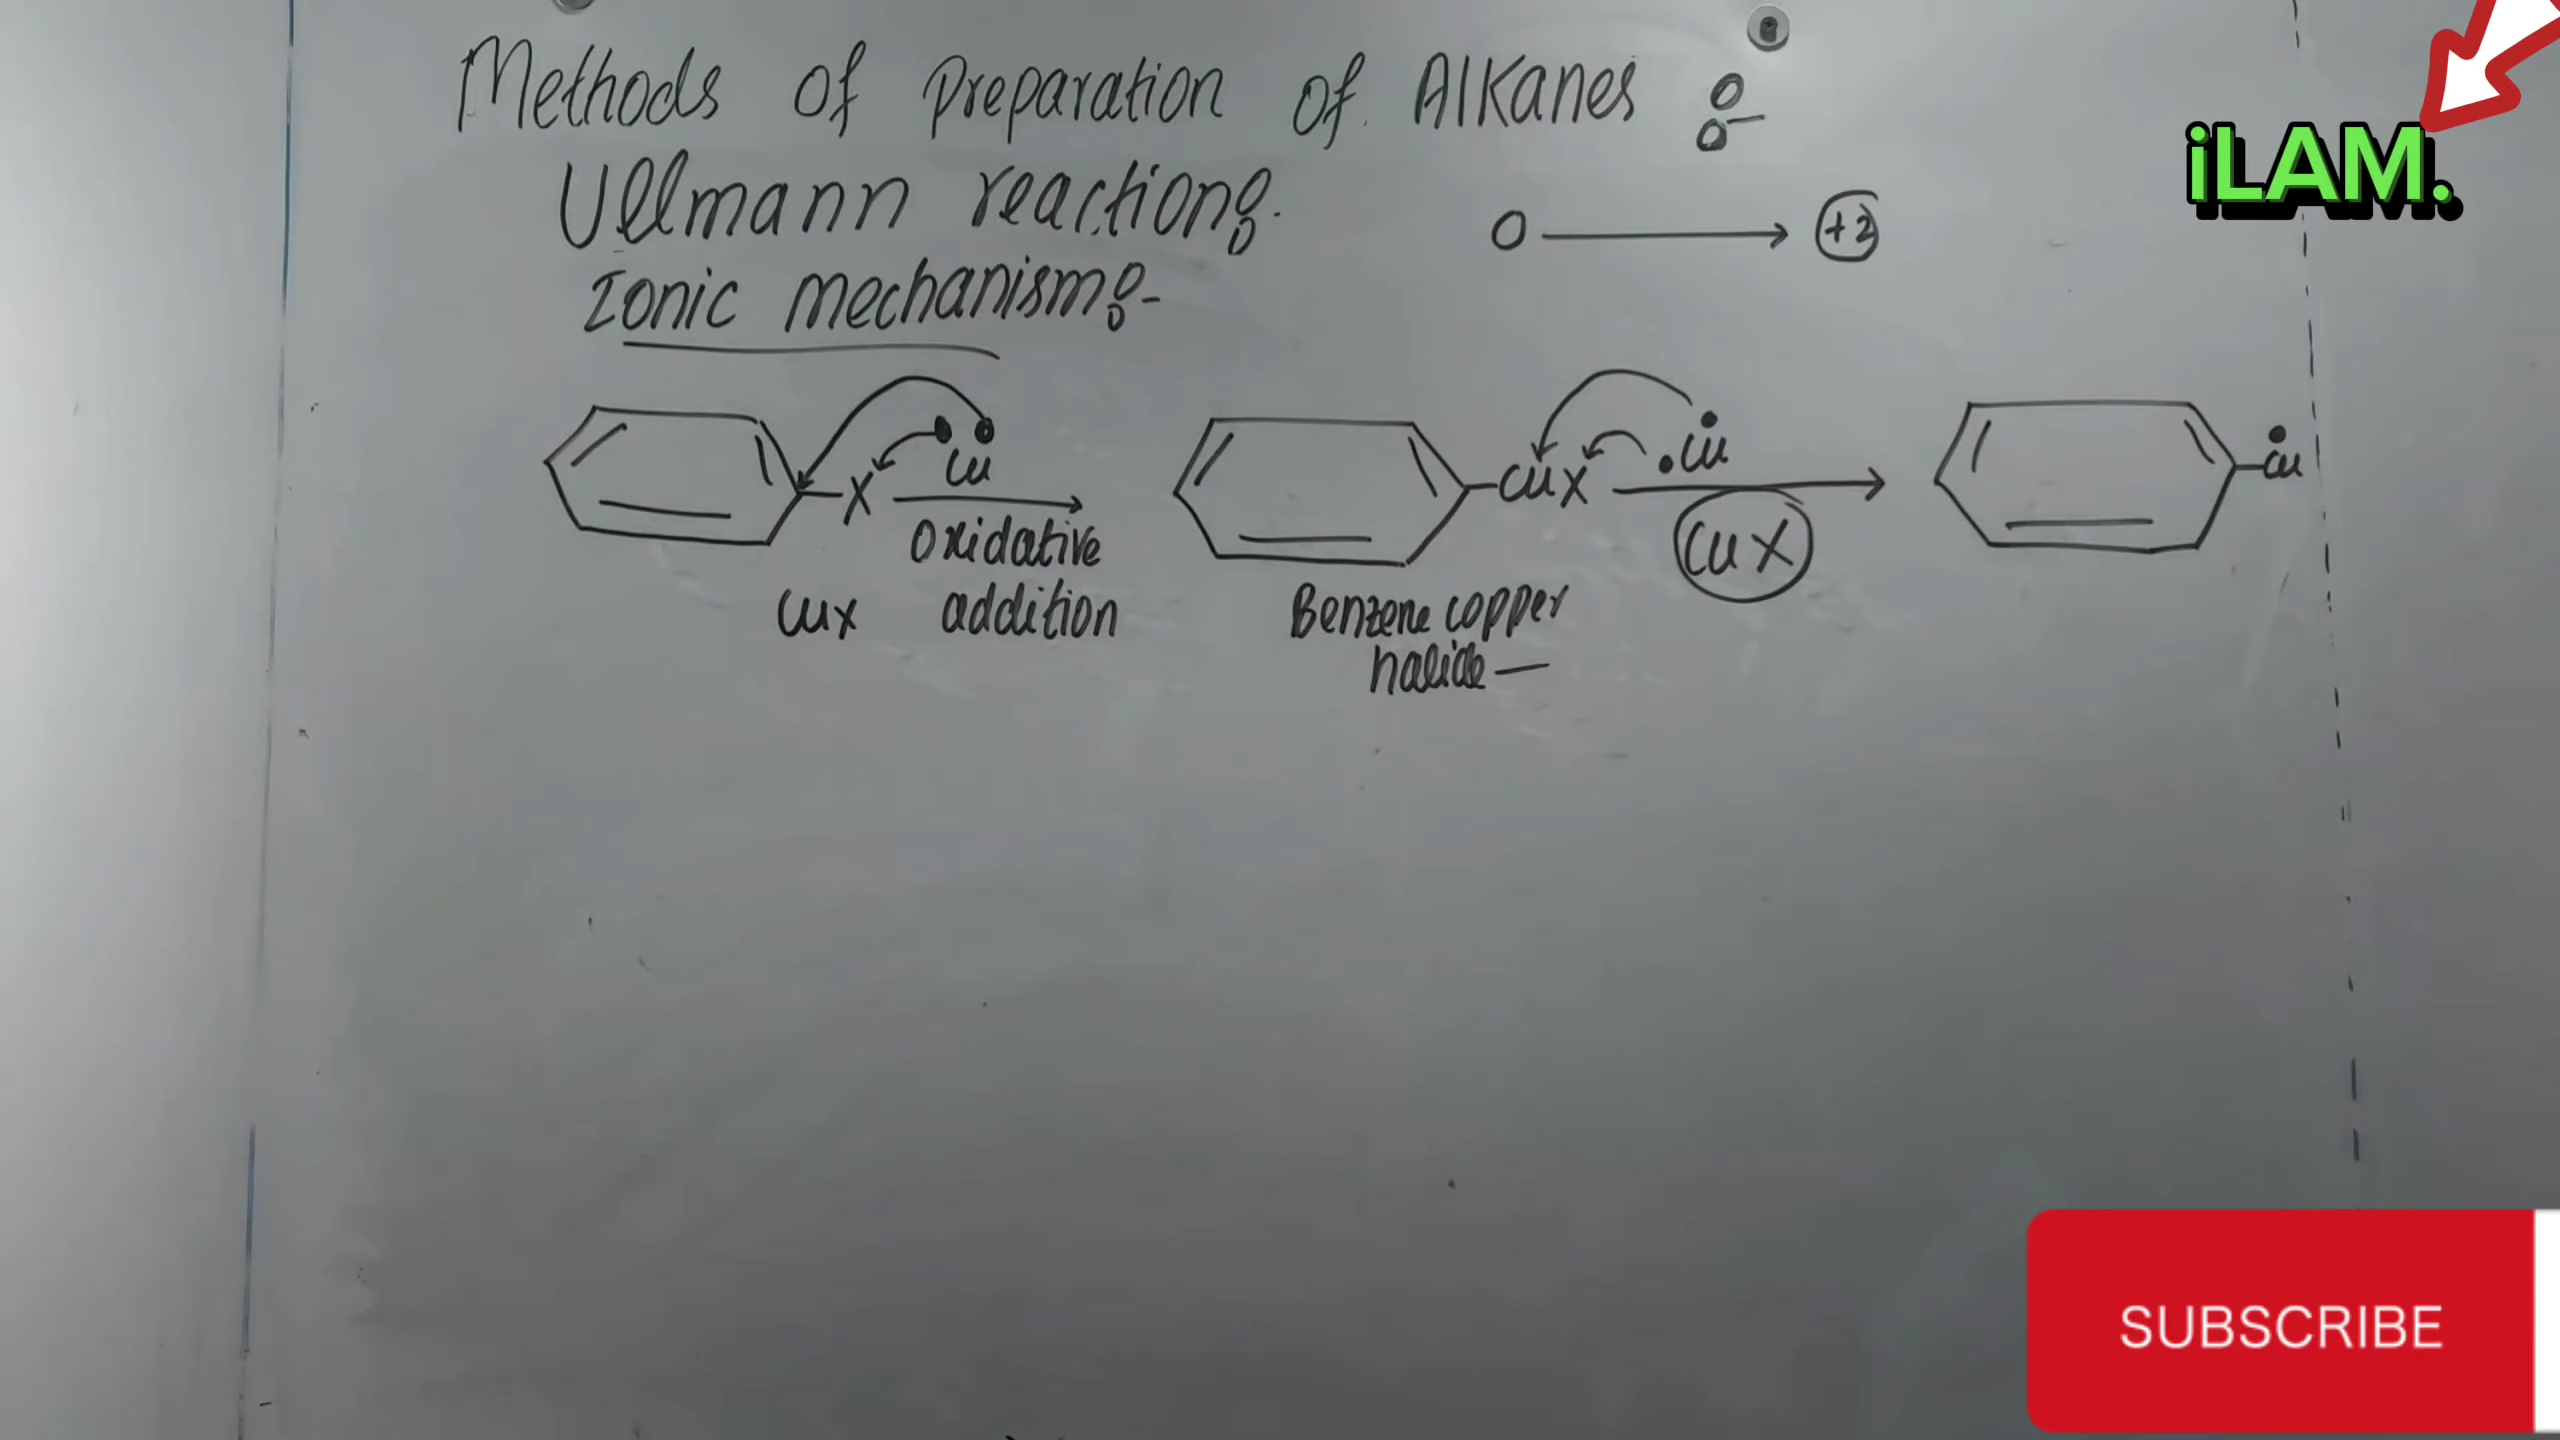 Methods of Preparation of Alkanes :-
iLAM.
Ullmann reaction:-
0 → +2
Ionic mechanism:-
X Cu CuX .Cu Cu
Oxidative CuX
CuX addition Benzene copper
halide —
SUBSCRIBE